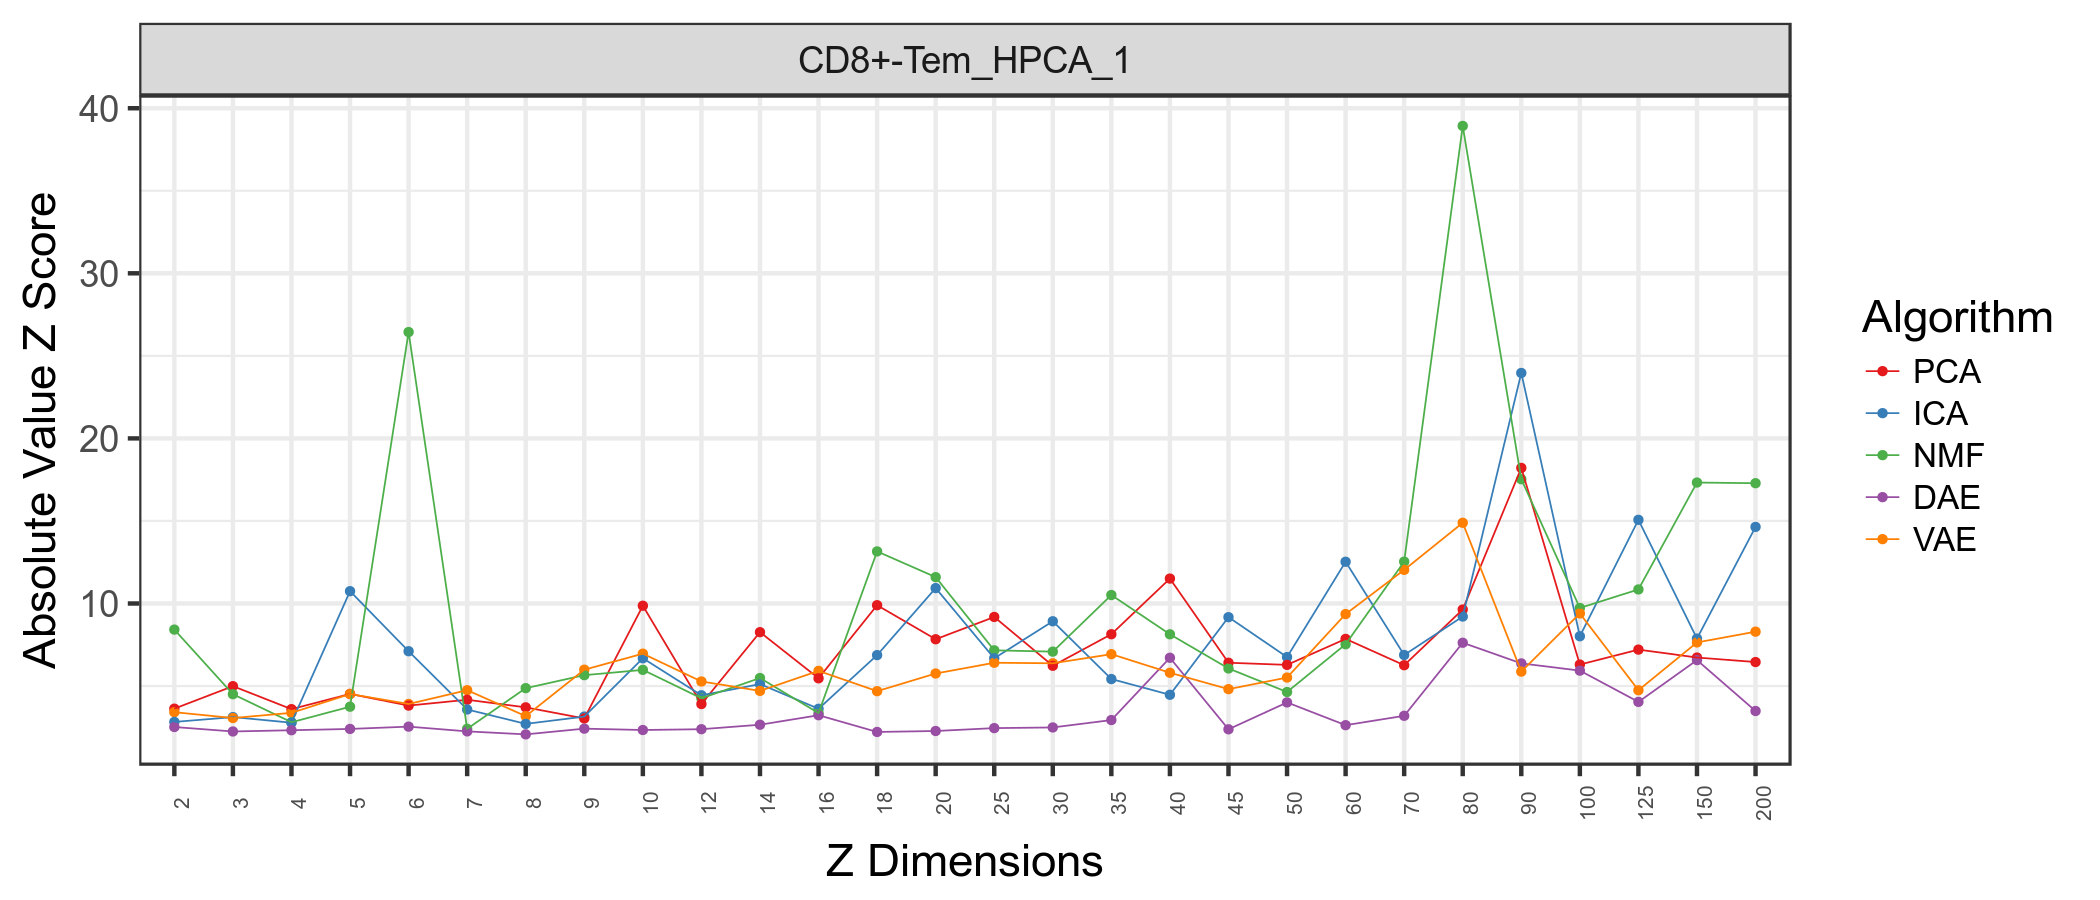 CD8+-Tem_HPCA_1
Absolute Value Z Score
40
30
20
10
2 3 4 5 6 7 8 9 10 12 14 16 18 20 25 30 35 40 45 50 60 70 80 90 100 125 150 200
Z Dimensions
Algorithm
PCA
ICA
NMF
DAE
VAE